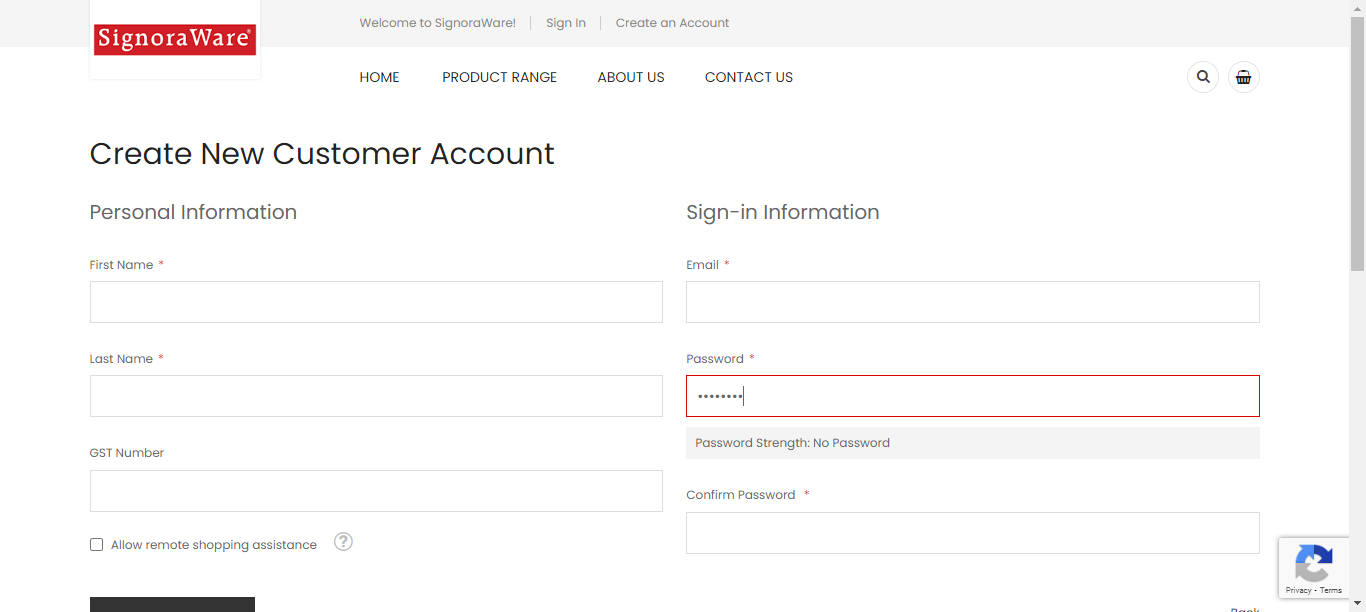 Welcome to SignoraWare!
Sign In
Create an Account
SignoraWare®
HOME
PRODUCT RANGE
ABOUT US
CONTACT US
Create New Customer Account
Personal Information
First Name *
Last Name *
GST Number
Allow remote shopping assistance
?
Sign-in Information
Email *
Password *
••••••••
Password Strength: No Password
Confirm Password *
Privacy - Terms